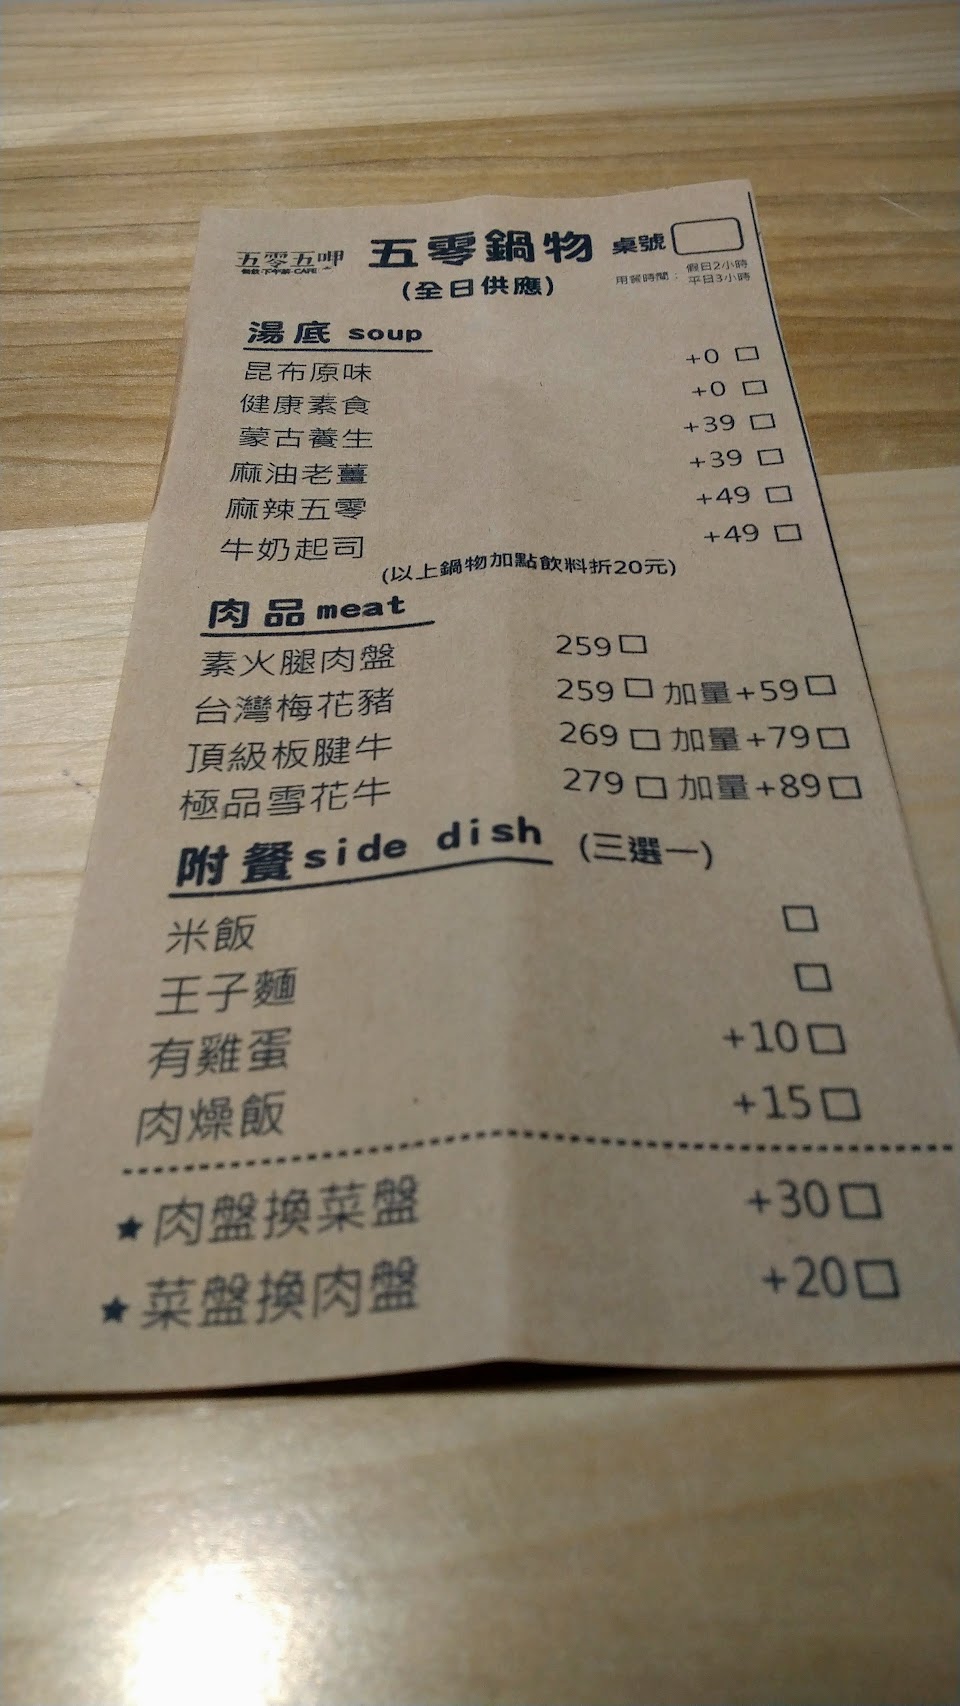 五零五呷 五零鍋物 桌號
餐飲·下午茶·CAFE
(全日供應) 用餐時間： 假日2小時
平日3小時
湯底 soup
昆布原味 +0 □
健康素食 +0 □
蒙古養生 +39 □
麻油老薑 +39 □
麻辣五零 +49 □
牛奶起司 +49 □
(以上鍋物加點飲料折20元)
肉品 meat
素火腿肉盤 259 □
台灣梅花豬 259 □ 加量+59 □
頂級板腱牛 269 □ 加量+79 □
極品雪花牛 279 □ 加量+89 □
附餐 side dish (三選一)
米飯 □
王子麵 □
有雞蛋 +10 □
肉燥飯 +15 □
★肉盤換菜盤 +30 □
★菜盤換肉盤 +20 □